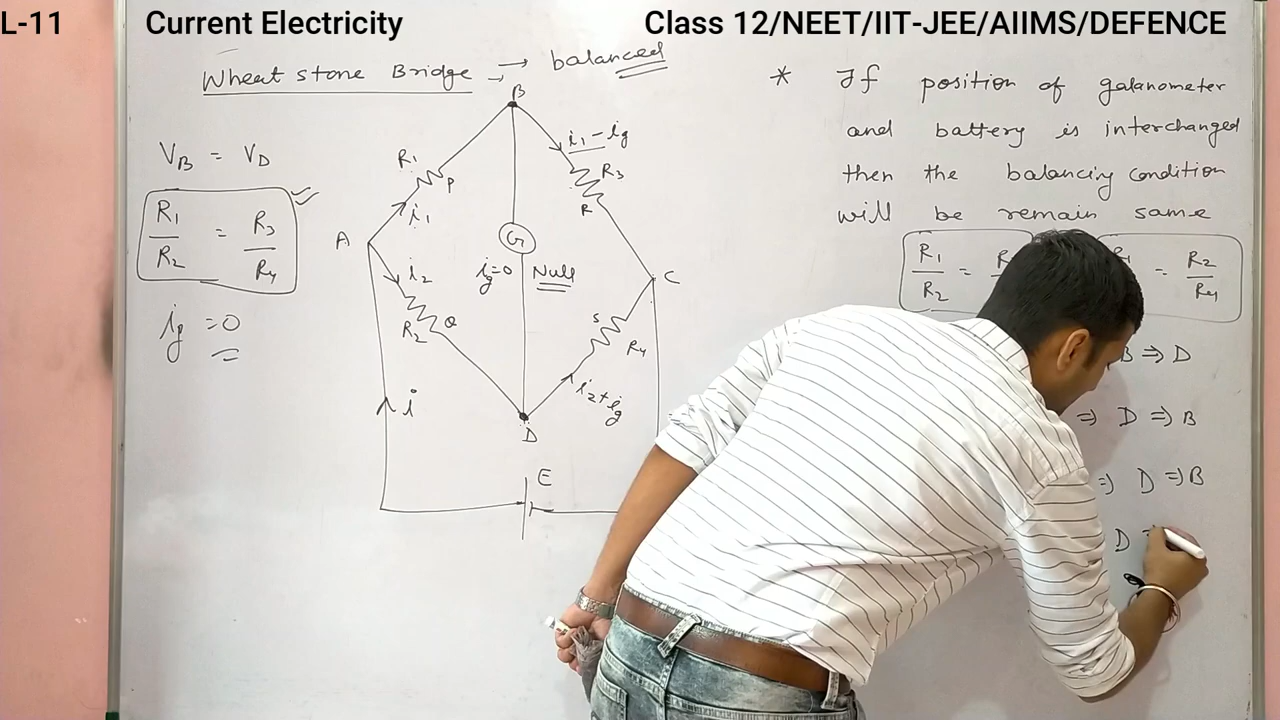 L-11 Current Electricity Class 12/NEET/IIT-JEE/AIIMS/DEFENCE
Wheat stone Bridge → balanced
VB = VD
R1/R2 = R3/R4
ig = 0
B
R1
P
i1
i1 - ig
R3
R
A
G
ig=0 Null
C
i2
R2
Q
S
R4
i2+ig
i
D
E
* If position of galanometer
and battery is interchanged
then the balancing condition
will be remain same
R1/R2 = R
= R2/R4
B ⇒ D
⇒ D ⇒ B
⇒ D ⇒ B
D